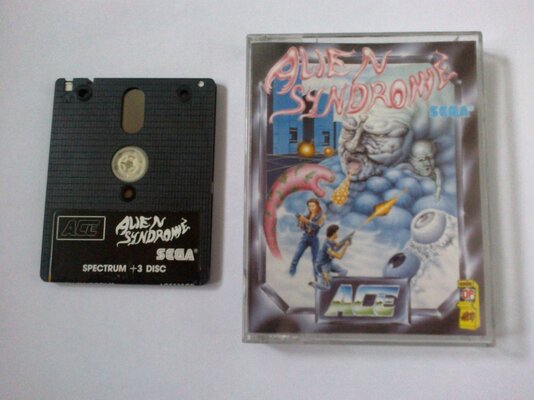 ACE
ALIEN
SYNDROME
SEGA®
SPECTRUM +3 DISC
ALIEN
SYNDROME
SEGA
ACE